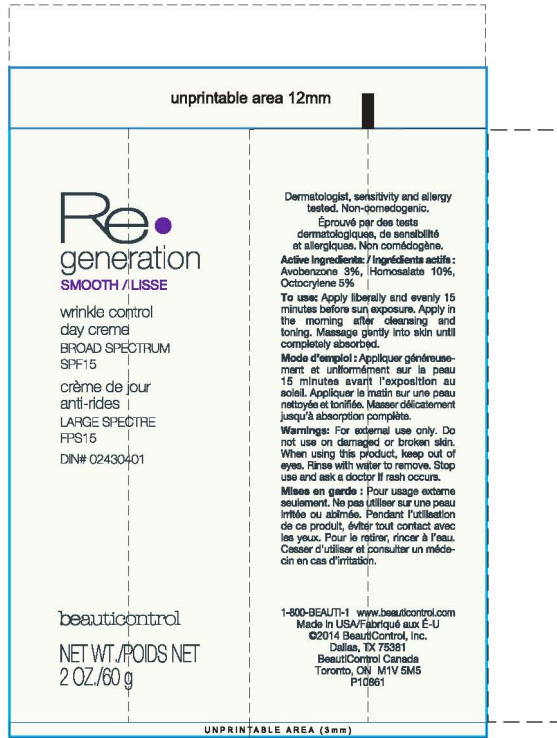 unprintable area 12mm
Re
generation
SMOOTH / LISSE
wrinkle control
day creme
BROAD SPECTRUM
SPF15
crème de jour
anti-rides
LARGE SPECTRE
FPS15
DIN# 02430401
beauticontrol
NET WT./POIDS NET
2 OZ./60 g
Dermatologist, sensitivity and allergy
tested. Non-comedogenic.
Éprouvé par des tests
dermatologiques, de sensibilité
et allergiques. Non comédogène.
Active Ingredients: / Ingrédients actifs :
Avobenzone 3%, Homosalate 10%,
Octocrylene 5%
To use: Apply liberally and evenly 15
minutes before sun exposure. Apply in
the morning after cleansing and
toning. Massage gently into skin until
completely absorbed.
Mode d'emploi : Appliquer généreuse-
ment et uniformément sur la peau
15 minutes avant l'exposition au
soleil. Appliquer le matin sur une peau
nettoyée et tonifiée. Masser délicatement
jusqu'à absorption complète.
Warnings: For external use only. Do
not use on damaged or broken skin.
When using this product, keep out of
eyes. Rinse with water to remove. Stop
use and ask a doctor if rash occurs.
Mises en garde : Pour usage externe
seulement. Ne pas utiliser sur une peau
irritée ou abîmée. Pendant l'utilisation
de ce produit, éviter tout contact avec
les yeux. Pour le retirer, rincer à l'eau.
Cesser d'utiliser et consulter un méde-
cin en cas d'irritation.
1-800-BEAUTI-1 www.beauticontrol.com
Made in USA/Fabriqué aux É-U
©2014 BeautiControl, Inc.
Dallas, TX 75381
BeautiControl Canada
Toronto, ON M1V 5M5
P10861
UNPRINTABLE AREA (3mm)